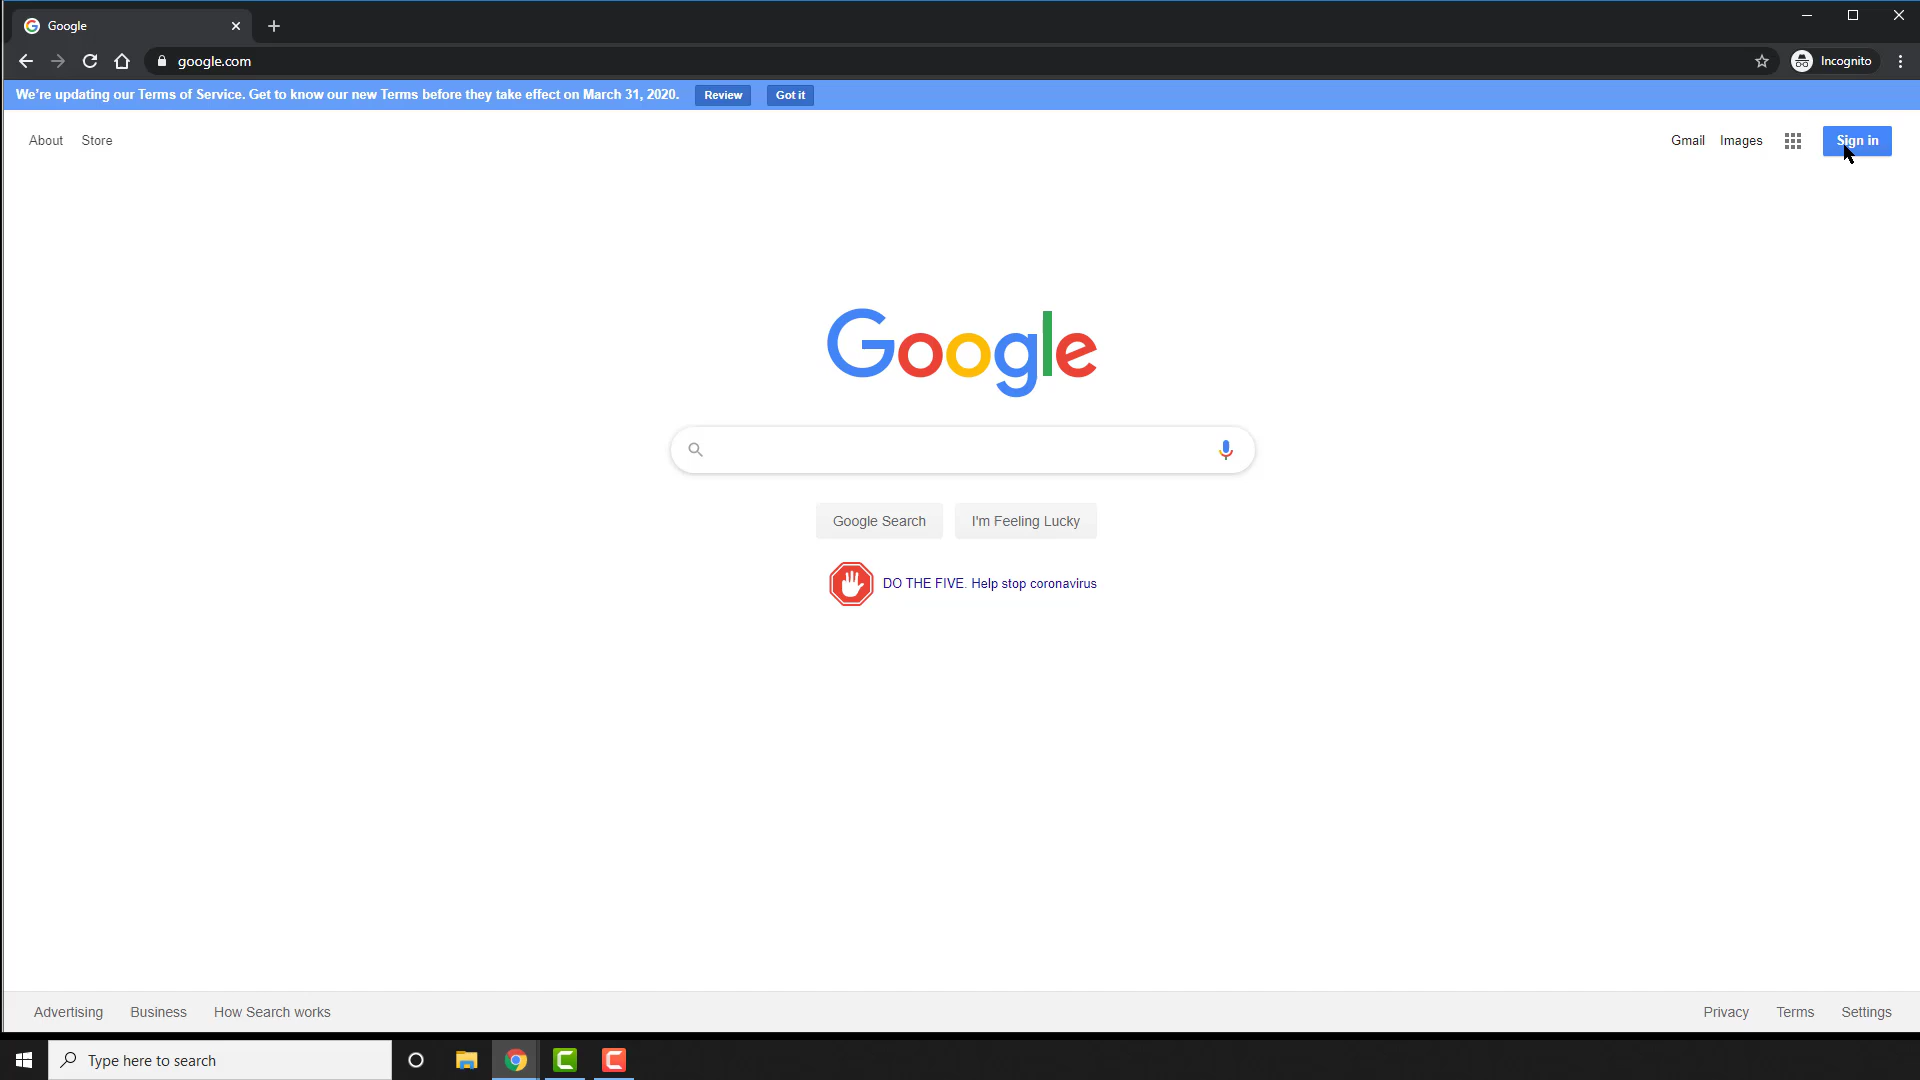 Google
google.com
Incognito
We're updating our Terms of Service. Get to know our new Terms before they take effect on March 31, 2020. Review Got it
About Store
Gmail Images Sign in
Google
Google Search I'm Feeling Lucky
DO THE FIVE. Help stop coronavirus
Advertising Business How Search works
Privacy Terms Settings
Type here to search